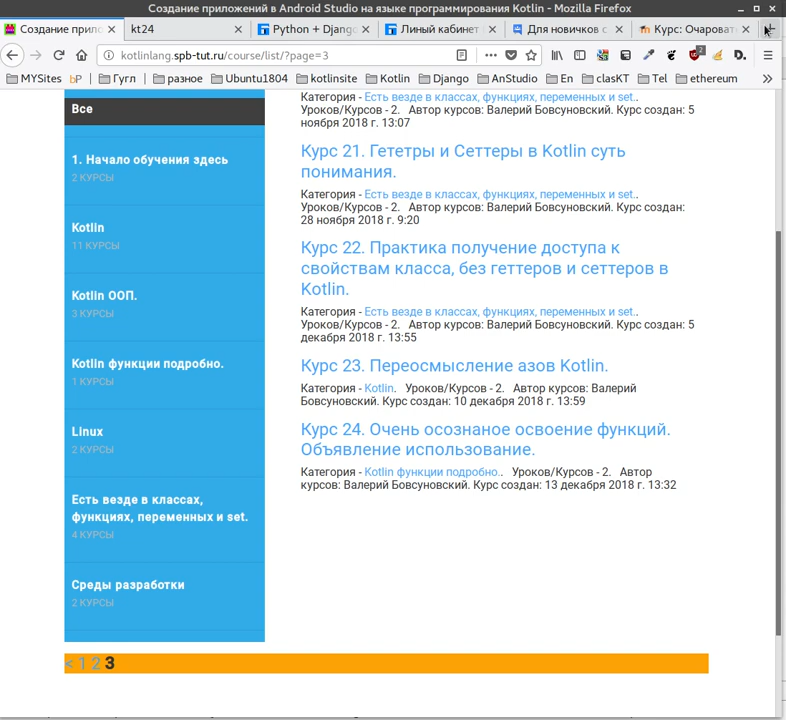 Создание приложений в Android Studio на языке программирования Kotlin - Mozilla Firefox
Создание прило
kt24
Python + Djang
Линый кабинет
Для новичков с
Курс: Очароват
kotlinlang.spb-tut.ru/course/list/?page=3
2
MYSites
bP
Гугл
разное
Ubuntu1804
kotlinsite
Kotlin
Django
AnStudio
En
clasKT
Tel
ethereum
Все
1. Начало обучения здесь
2 КУРСЫ
Kotlin
11 КУРСЫ
Kotlin ООП.
3 КУРСЫ
Kotlin функции подробно.
1 КУРСЫ
Linux
2 КУРСЫ
Есть везде в классах,
функциях, переменных и set.
4 КУРСЫ
Среды разработки
2 КУРСЫ
Категория - Есть везде в классах, функциях, переменных и set..
Уроков/Курсов - 2. Автор курсов: Валерий Бовсуновский. Курс создан: 5
ноября 2018 г. 13:07
Курс 21. Гететры и Сеттеры в Kotlin суть
понимания.
Категория - Есть везде в классах, функциях, переменных и set..
Уроков/Курсов - 2. Автор курсов: Валерий Бовсуновский. Курс создан:
28 ноября 2018 г. 9:20
Курс 22. Практика получение доступа к
свойствам класса, без геттеров и сеттеров в
Kotlin.
Категория - Есть везде в классах, функциях, переменных и set..
Уроков/Курсов - 2. Автор курсов: Валерий Бовсуновский. Курс создан: 5
декабря 2018 г. 13:55
Курс 23. Переосмысление азов Kotlin.
Категория - Kotlin. Уроков/Курсов - 2. Автор курсов: Валерий
Бовсуновский. Курс создан: 10 декабря 2018 г. 13:59
Курс 24. Очень осознаное освоение функций.
Объявление использование.
Категория - Kotlin функции подробно.. Уроков/Курсов - 2. Автор
курсов: Валерий Бовсуновский. Курс создан: 13 декабря 2018 г. 13:32
< 1 2 3